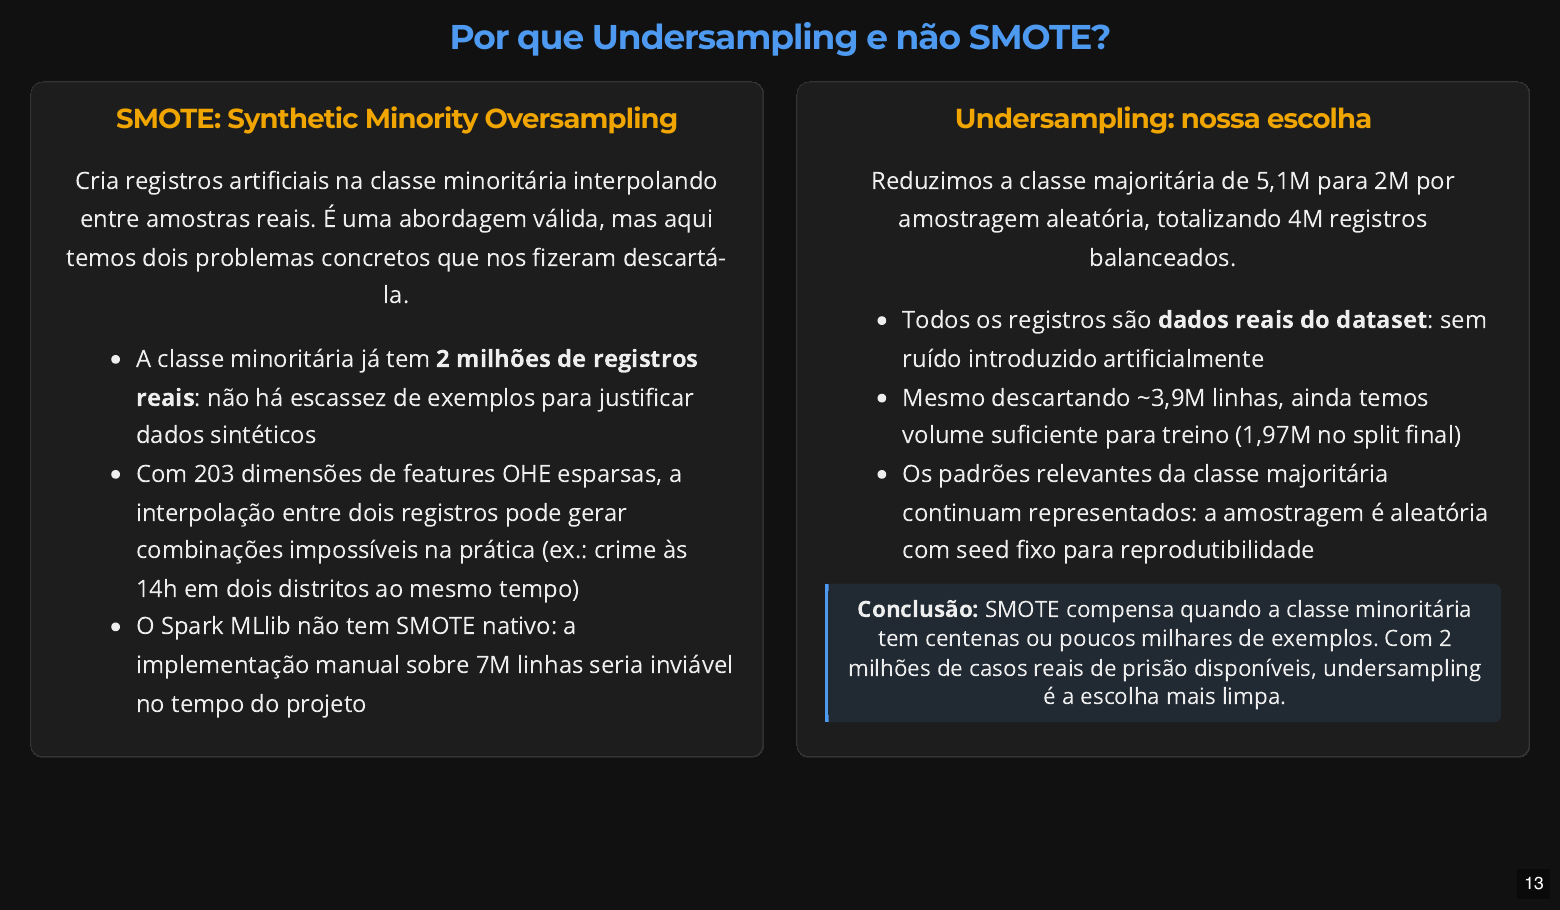 Por que Undersampling e não SMOTE?
SMOTE: Synthetic Minority Oversampling
Cria registros artificiais na classe minoritária interpolando
entre amostras reais. É uma abordagem válida, mas aqui
temos dois problemas concretos que nos fizeram descartá-
la.
• A classe minoritária já tem 2 milhões de registros
reais: não há escassez de exemplos para justificar
dados sintéticos
• Com 203 dimensões de features OHE esparsas, a
interpolação entre dois registros pode gerar
combinações impossíveis na prática (ex.: crime às
14h em dois distritos ao mesmo tempo)
• O Spark MLlib não tem SMOTE nativo: a
implementação manual sobre 7M linhas seria inviável
no tempo do projeto
Undersampling: nossa escolha
Reduzimos a classe majoritária de 5,1M para 2M por
amostragem aleatória, totalizando 4M registros
balanceados.
• Todos os registros são dados reais do dataset: sem
ruído introduzido artificialmente
• Mesmo descartando ~3,9M linhas, ainda temos
volume suficiente para treino (1,97M no split final)
• Os padrões relevantes da classe majoritária
continuam representados: a amostragem é aleatória
com seed fixo para reprodutibilidade
Conclusão: SMOTE compensa quando a classe minoritária
tem centenas ou poucos milhares de exemplos. Com 2
milhões de casos reais de prisão disponíveis, undersampling
é a escolha mais limpa.
13